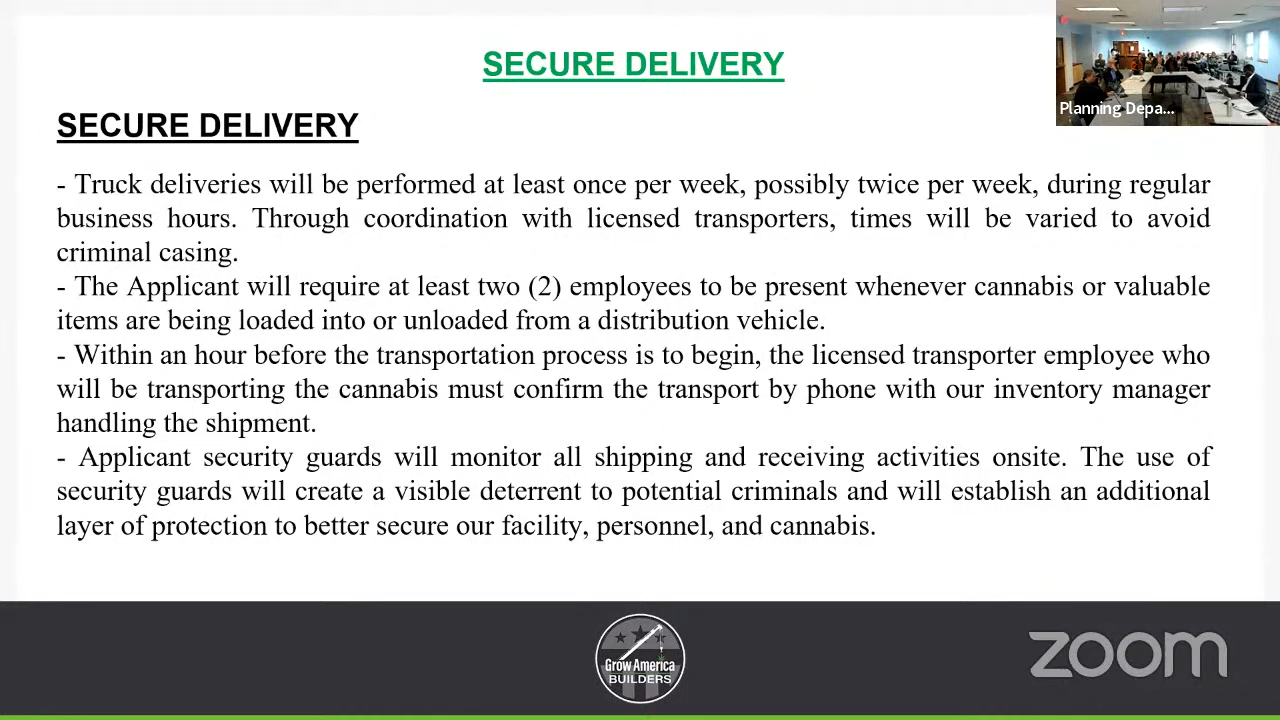 SECURE DELIVERY
Planning Depa...
SECURE DELIVERY
- Truck deliveries will be performed at least once per week, possibly twice per week, during regular
business hours. Through coordination with licensed transporters, times will be varied to avoid
criminal casing.
- The Applicant will require at least two (2) employees to be present whenever cannabis or valuable
items are being loaded into or unloaded from a distribution vehicle.
- Within an hour before the transportation process is to begin, the licensed transporter employee who
will be transporting the cannabis must confirm the transport by phone with our inventory manager
handling the shipment.
- Applicant security guards will monitor all shipping and receiving activities onsite. The use of
security guards will create a visible deterrent to potential criminals and will establish an additional
layer of protection to better secure our facility, personnel, and cannabis.
Grow America
BUILDERS
zoom